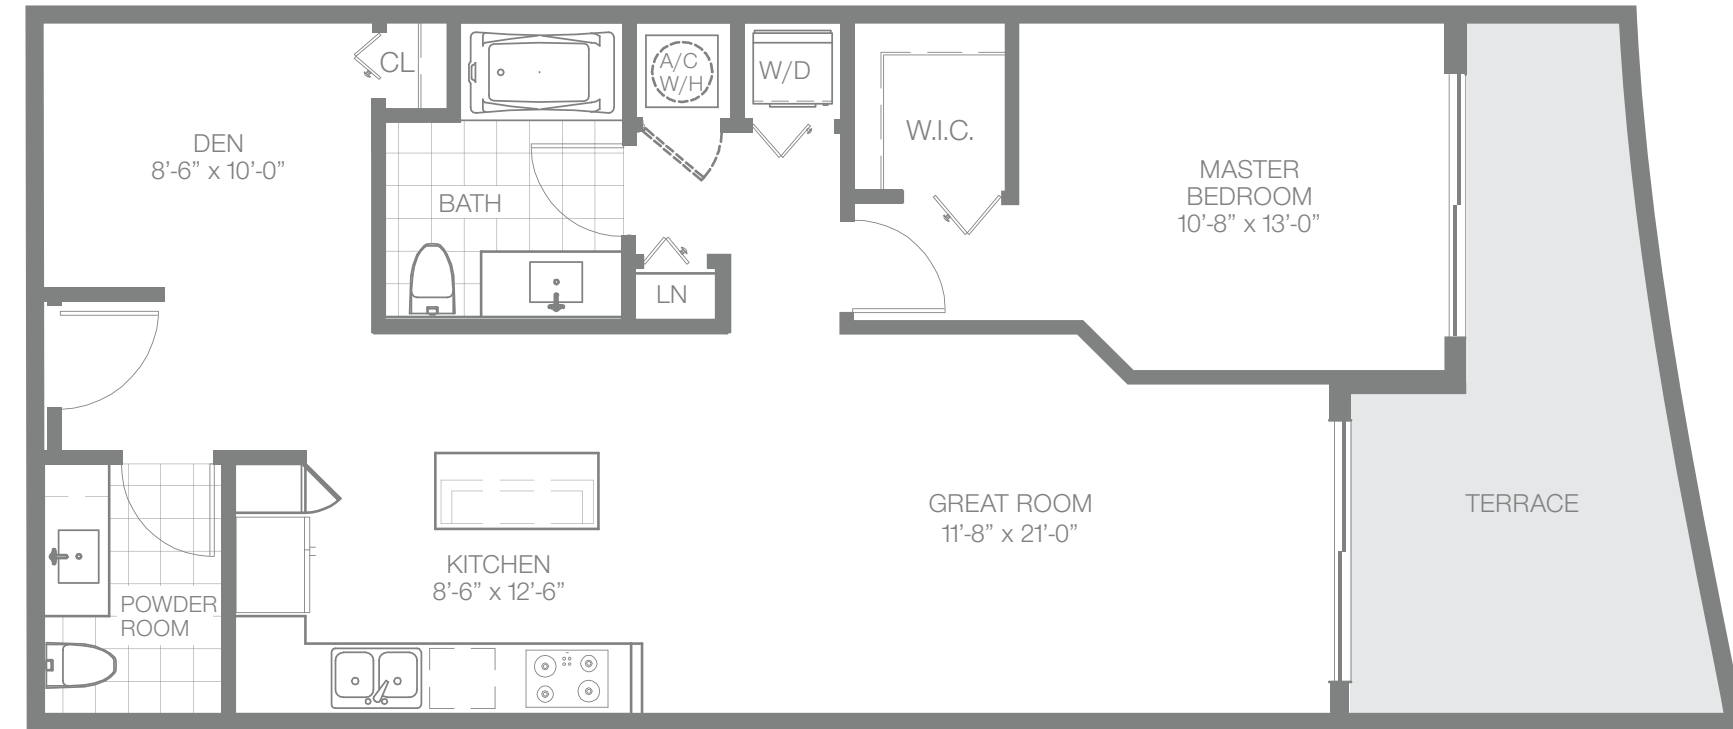 CL
A/C
W/H
W/D
W.I.C.
DEN
8'-6” x 10'-0”
BATH
MASTER
BEDROOM
10'-8” x 13'-0”
LN
GREAT ROOM
11'-8” x 21'-0”
TERRACE
KITCHEN
8'-6” x 12'-6”
POWDER
ROOM